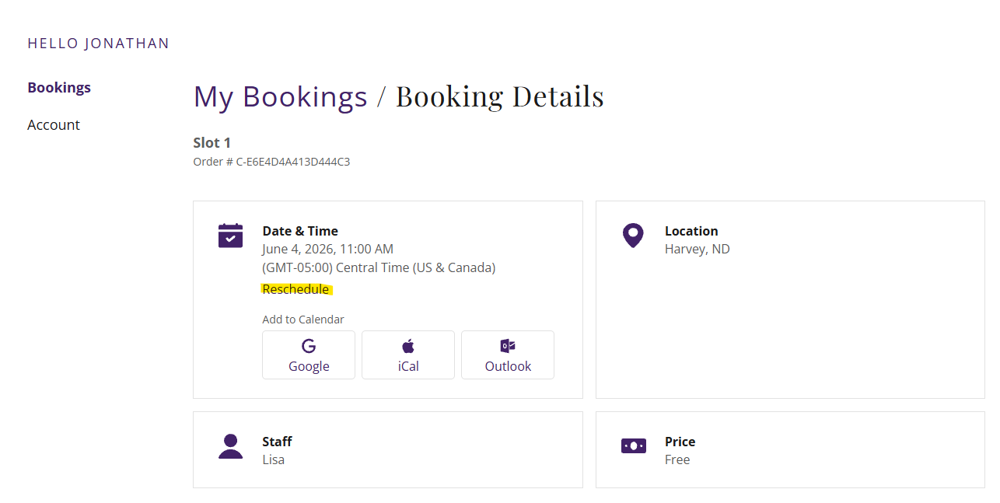 HELLO JONATHAN
Bookings
Account
My Bookings / Booking Details
Slot 1
Order # C-E6E4D4A413D444C3
Date & Time
June 4, 2026, 11:00 AM
(GMT-05:00) Central Time (US & Canada)
Reschedule
Add to Calendar
Google
iCal
Outlook
Location
Harvey, ND
Staff
Lisa
Price
Free